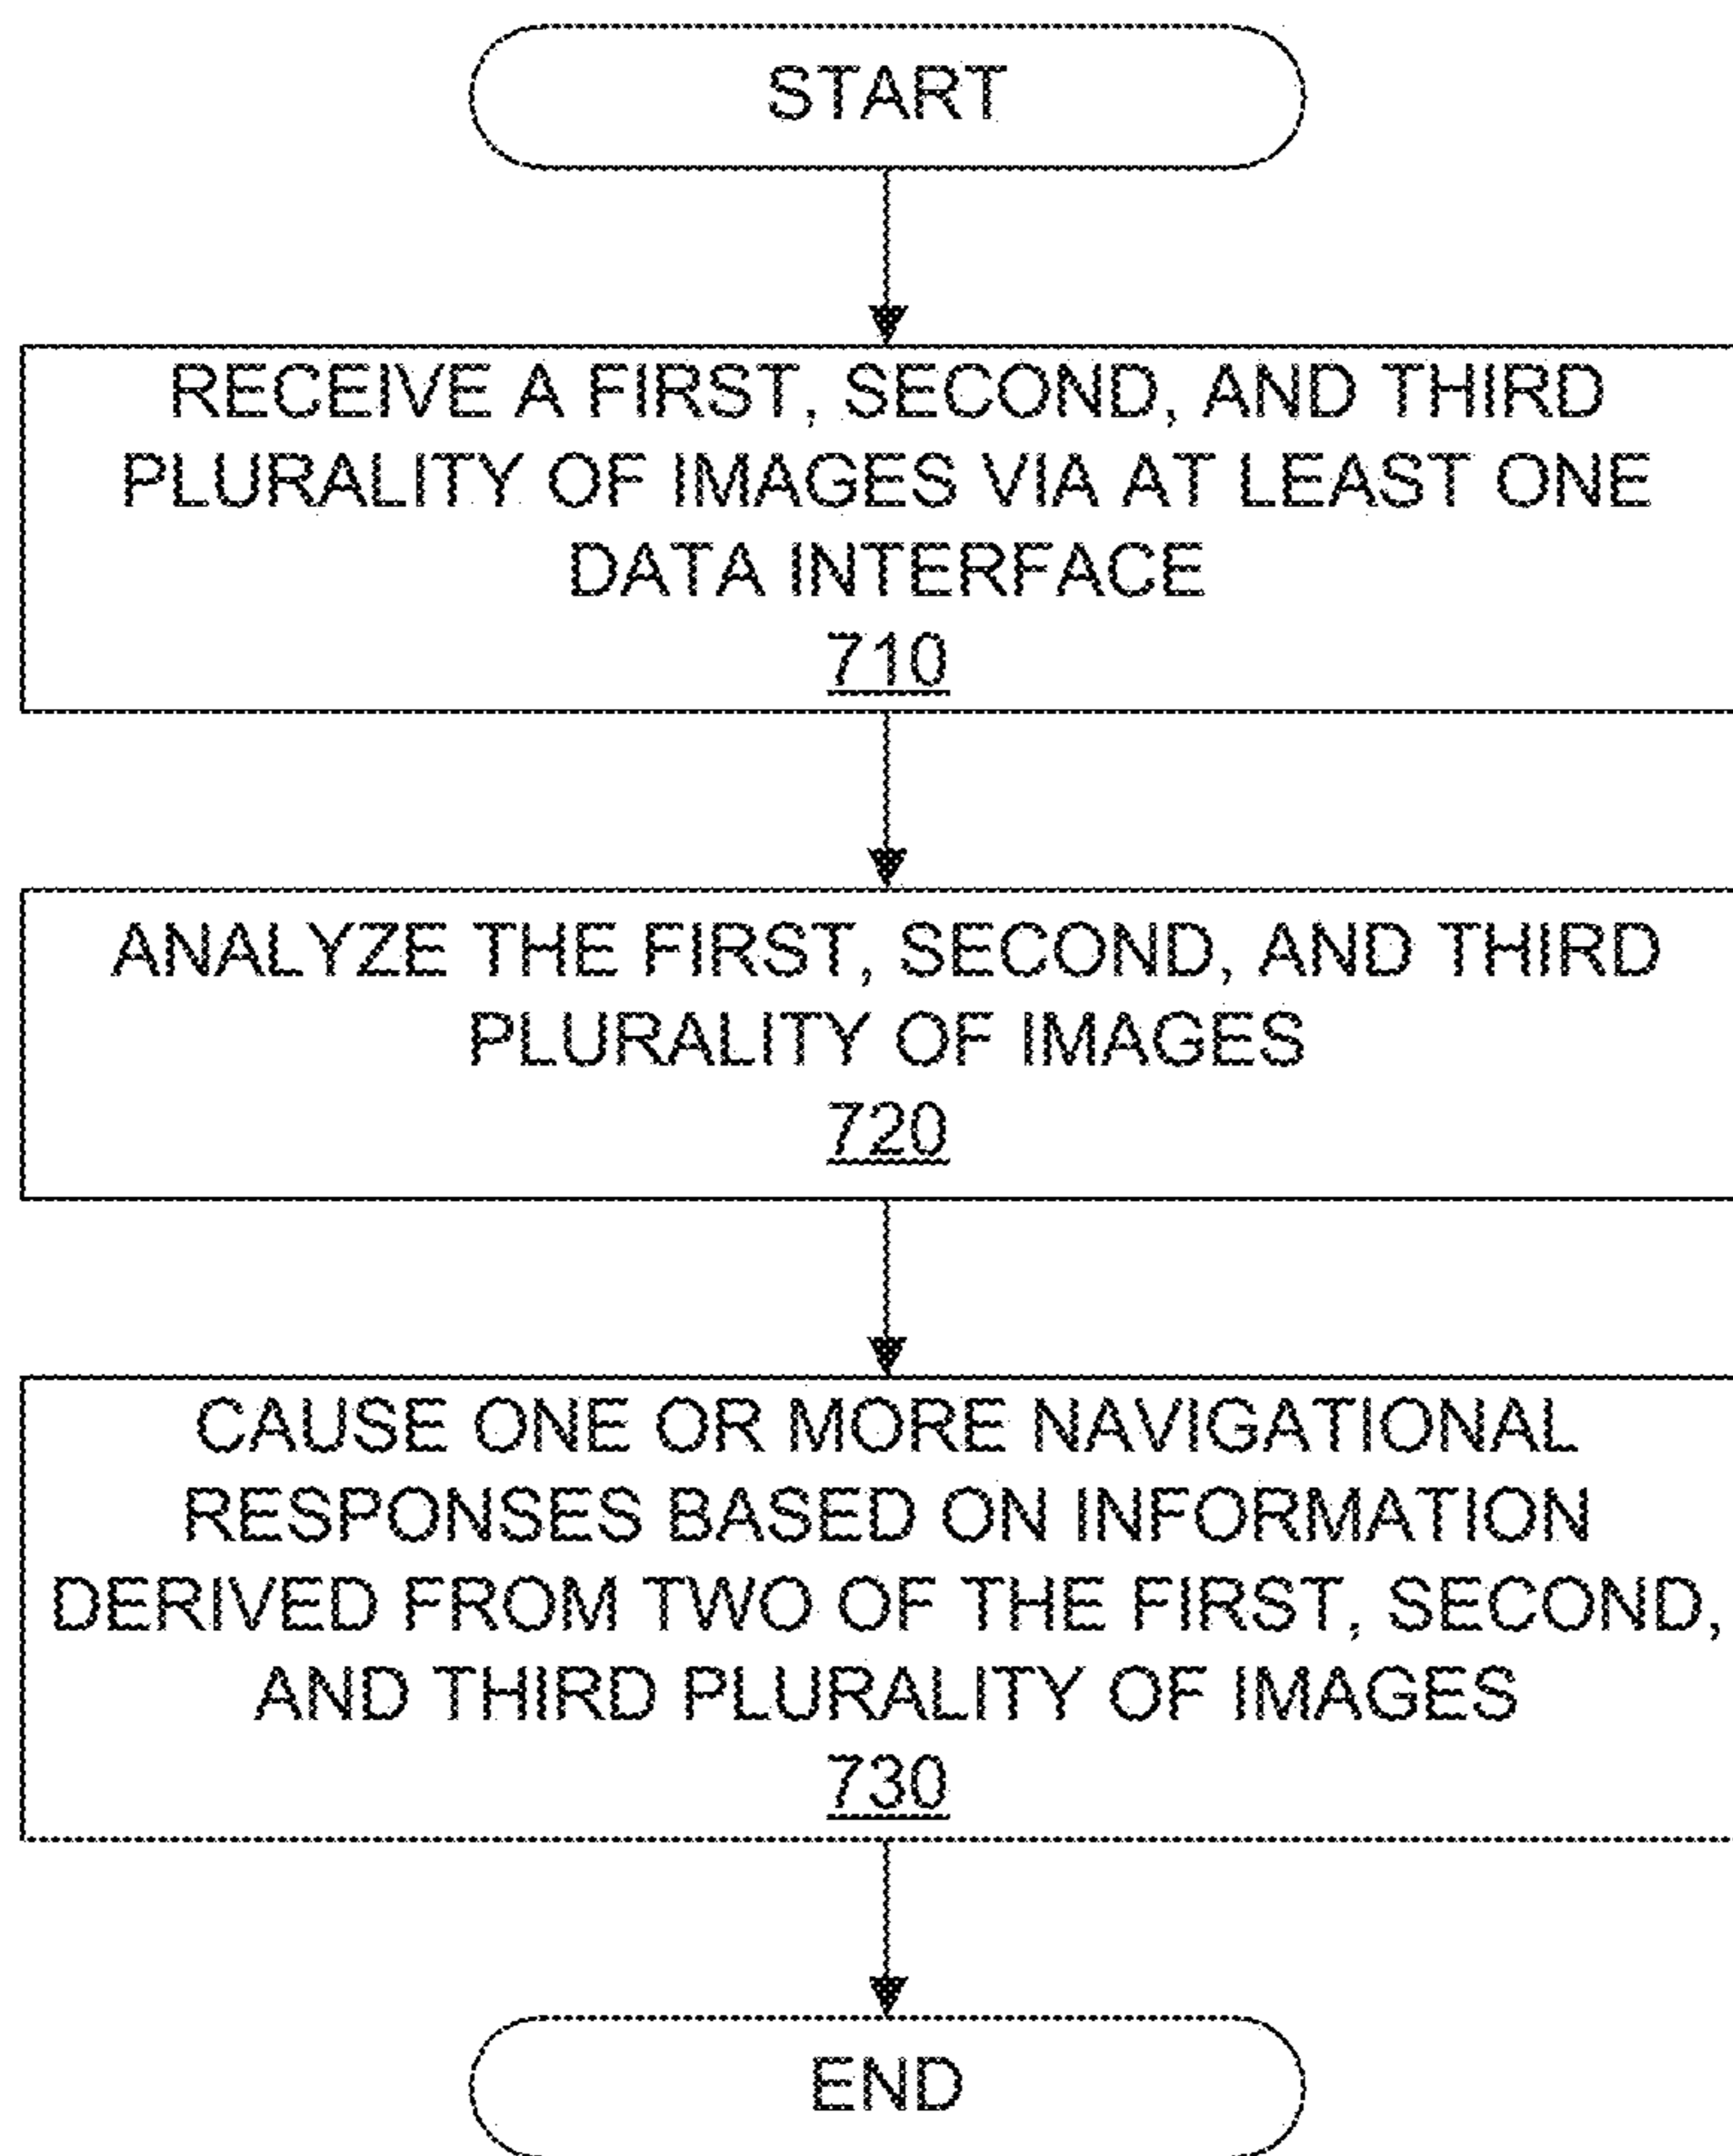 START
RECEIVE A FIRST, SECOND, AND THIRD
PLURALITY OF IMAGES VIA AT LEAST ONE
DATA INTERFACE
710
ANALYZE THE FIRST, SECOND, AND THIRD
PLURALITY OF IMAGES
720
CAUSE ONE OR MORE NAVIGATIONAL
RESPONSES BASED ON INFORMATION
DERIVED FROM TWO OF THE FIRST, SECOND,
AND THIRD PLURALITY OF IMAGES
730
END